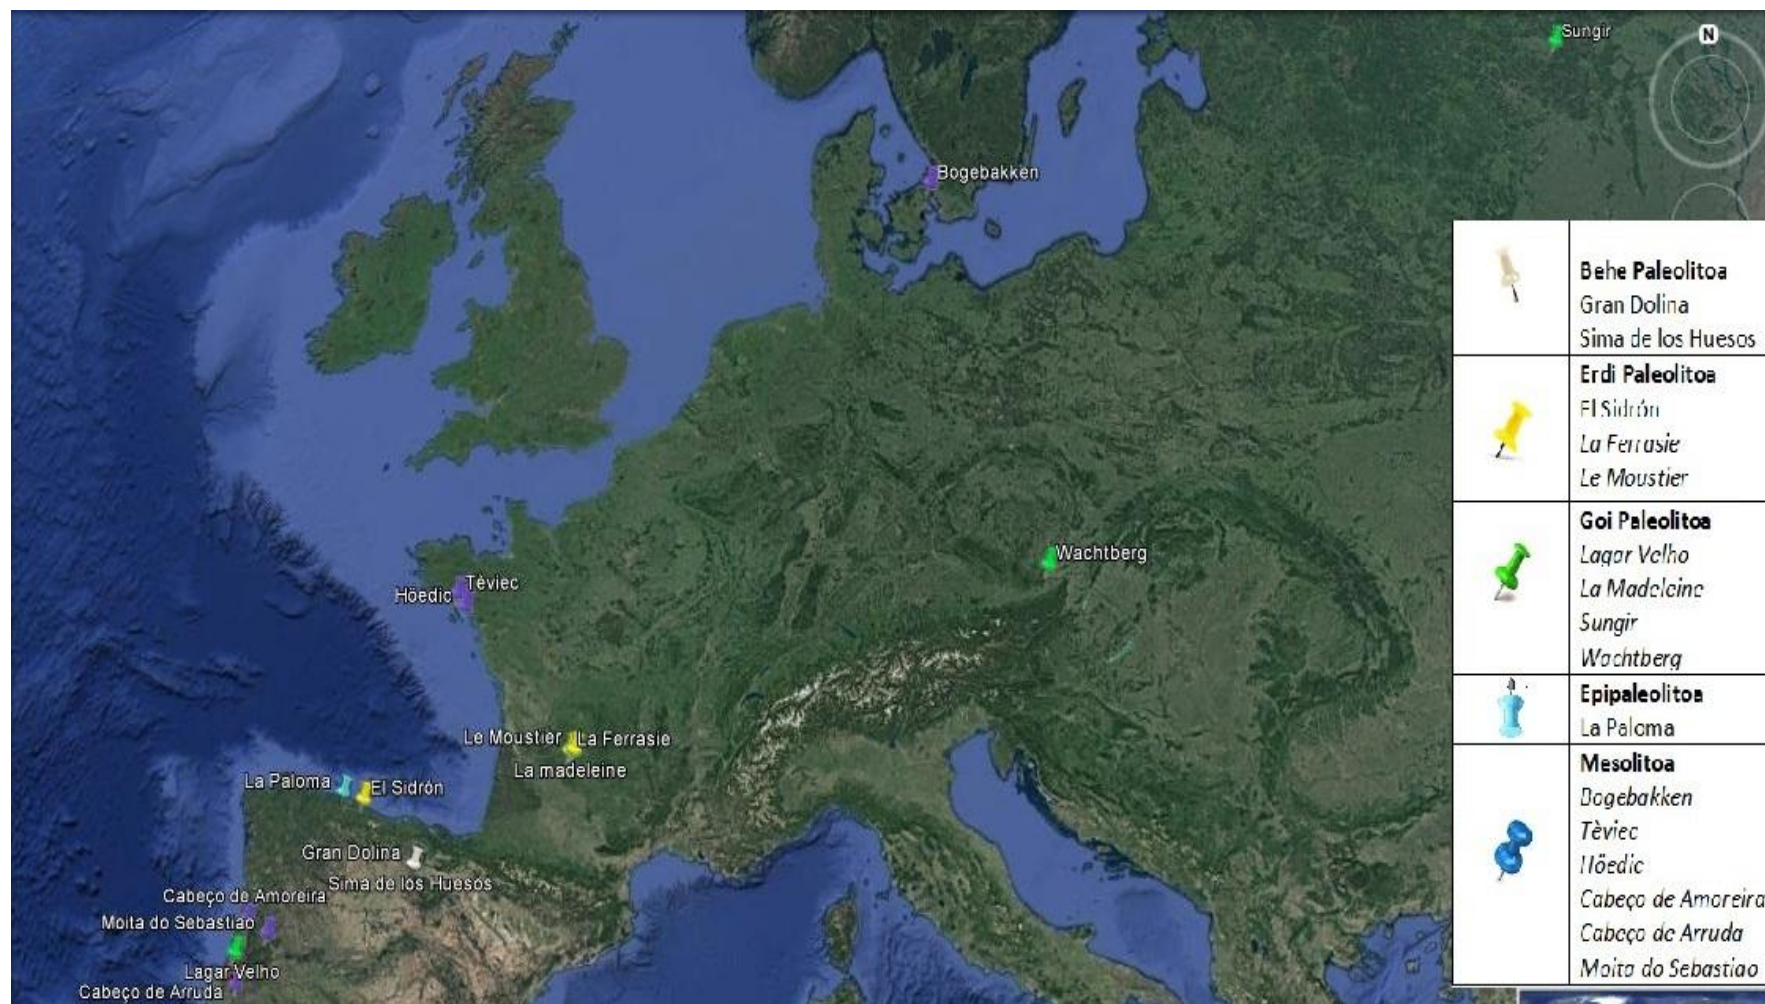 Sungir
N
Bogebakken
Wachtberg
Tèviec
Höedic
Le Moustier
La Ferrasie
La madeleine
La Paloma
El Sidrón
Gran Dolina
Sima de los Huesos
Cabeço de Amoreira
Moita do Sebastiao
Lagar Velho
Cabeço de Arruda
Behe Paleolitoa
Gran Dolina
Sima de los Huesos
Erdi Paleolitoa
El Sidrón
La Ferrasie
Le Moustier
Goi Paleolitoa
Lagar Velho
La Madeleine
Sungir
Wachtberg
Epipaleolitoa
La Paloma
Mesolitoa
Bogebakken
Tèviec
Höedic
Cabeço de Amoreira
Cabeço de Arruda
Moita do Sebastiao